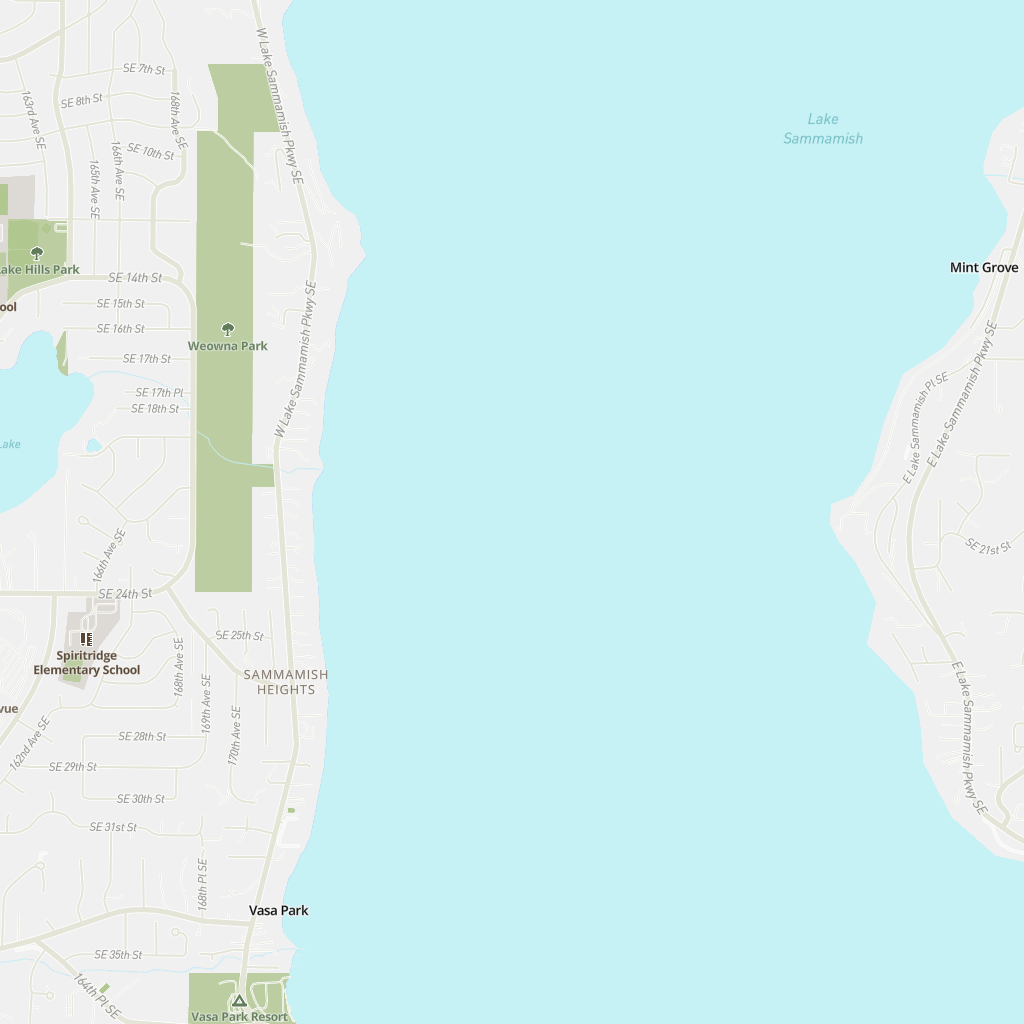 W Lake Sammamish Pkwy SE
SE 7th St
SE 8th St
163rd Ave SE
168th Ave SE
Lake
Sammamish
SE 10th St
166th Ave SE
165th Ave SE
ake Hills Park
Mint Grove
SE 14th St
SE 15th St
ool
SE 16th St
Weowna Park
SE 17th St
W Lake Sammamish Pkwy SE
E Lake Sammamish Pkwy SE
E Lake Sammamish Pl SE
SE 17th Pl
SE 18th St
Lake
SE 21st St
166th Ave SE
SE 24th St
SE 25th St
Spiritridge
Elementary School
168th Ave SE
SAMMAMISH
HEIGHTS
169th Ave SE
E Lake Sammamish Pkwy SE
vue
162nd Ave SE
170th Ave SE
SE 28th St
SE 29th St
SE 30th St
SE 31st St
168th Pl SE
Vasa Park
SE 35th St
164th Pl SE
Vasa Park Resort